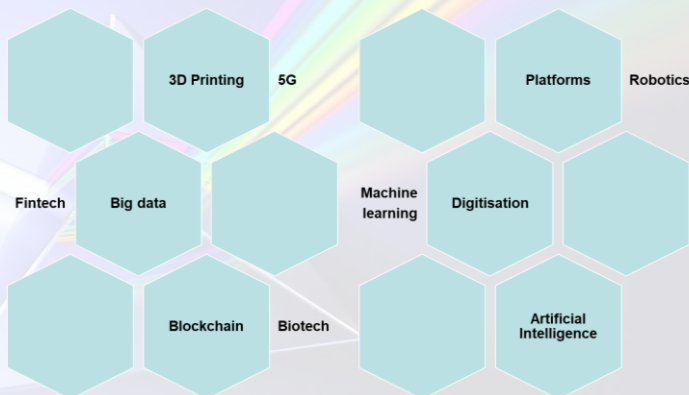 3D Printing
5G
Platforms
Robotics
Fintech
Big data
Machine
learning
Digitisation
Blockchain
Biotech
Artificial
Intelligence